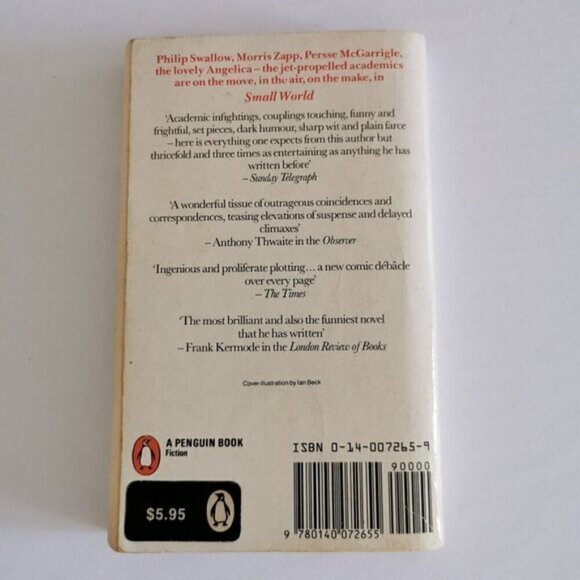 Philip Swallow, Morris Zapp, Persse McGarrigle,
the lovely Angelica – the jet-propelled academics
are on the move, in the air, on the make, in
Small World
'Academic infightings, couplings touching, funny and
frightful, set pieces, dark humour, sharp wit and plain farce
– here is everything one expects from this author but
thricefold and three times as entertaining as anything he has
written before'
– Sunday Telegraph
'A wonderful tissue of outrageous coincidences and
correspondences, teasing elevations of suspense and delayed
climaxes'
– Anthony Thwaite in the Observer
'Ingenious and proliferate plotting... a new comic débâcle
over every page'
– The Times
'The most brilliant and also the funniest novel
that he has written'
– Frank Kermode in the London Review of Books
Cover illustration by Ian Beck
A PENGUIN BOOK
Fiction
$5.95
ISBN 0-14-007265-9
90000
9 780140 072655